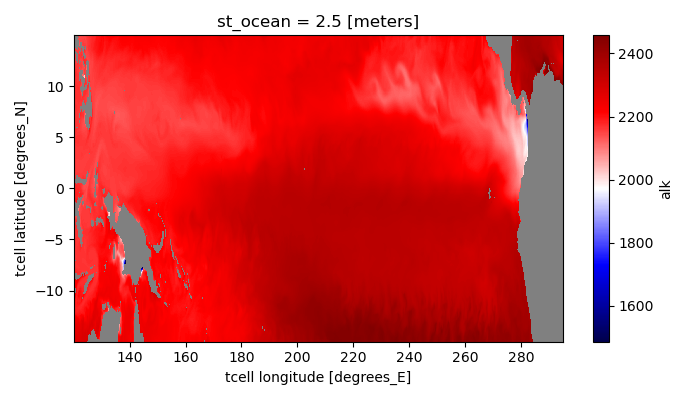 st_ocean = 2.5 [meters]
tcell latitude [degrees_N]
10
5
0
−5
−10
140 160 180 200 220 240 260 280
tcell longitude [degrees_E]
2400
2200
2000
1800
1600
alk